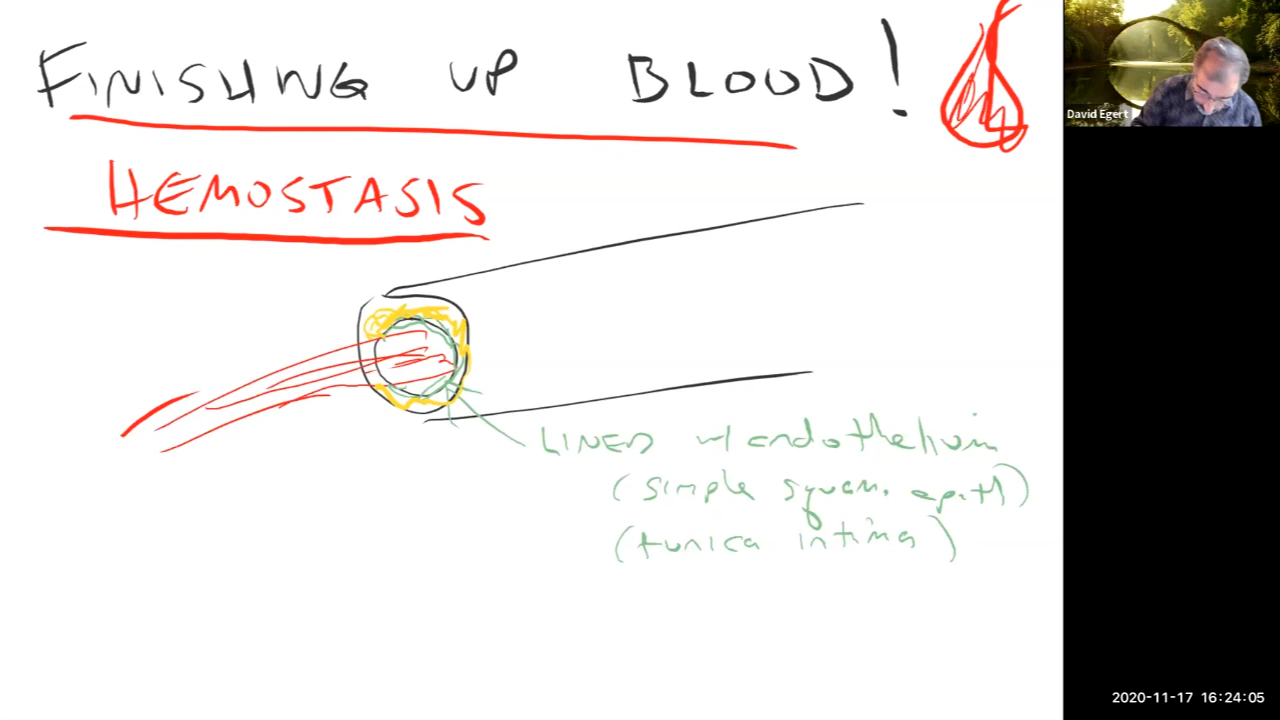 FINISHING UP BLOOD!
HEMOSTASIS
LINED w/ endothelium
(simple squam. epith)
(tunica intima)
David Egert
2020-11-17 16:24:05